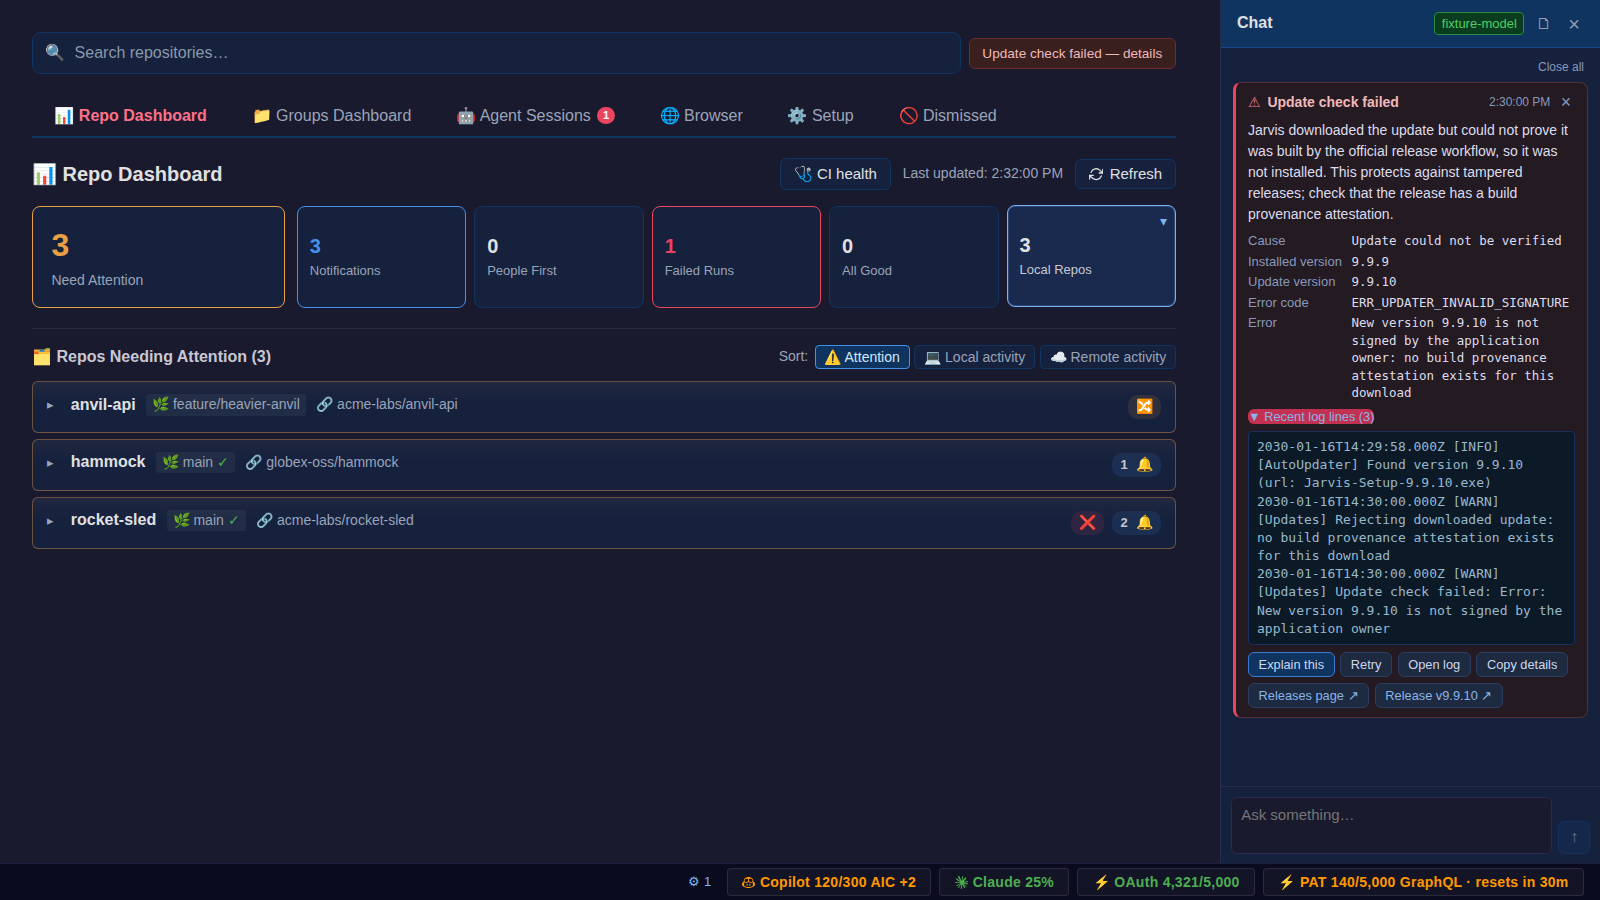 Search repositories…
Update check failed — details
Repo Dashboard
Groups Dashboard
Agent Sessions 1
Browser
Setup
Dismissed
Repo Dashboard
CI health
Last updated: 2:32:00 PM
Refresh
3
Need Attention
3
Notifications
0
People First
1
Failed Runs
0
All Good
3
Local Repos
Repos Needing Attention (3)
Sort:
Attention
Local activity
Remote activity
anvil-api feature/heavier-anvil acme-labs/anvil-api
hammock main ✓ globex-oss/hammock 1
rocket-sled main ✓ acme-labs/rocket-sled 2
Chat
fixture-model
Close all
Update check failed 2:30:00 PM
Jarvis downloaded the update but could not prove it
was built by the official release workflow, so it was
not installed. This protects against tampered
releases; check that the release has a build
provenance attestation.
Cause Update could not be verified
Installed version 9.9.9
Update version 9.9.10
Error code ERR_UPDATER_INVALID_SIGNATURE
Error New version 9.9.10 is not
signed by the application
owner: no build provenance
attestation exists for this
download
▼ Recent log lines (3)
2030-01-16T14:29:58.000Z [INFO]
[AutoUpdater] Found version 9.9.10
(url: Jarvis-Setup-9.9.10.exe)
2030-01-16T14:30:00.000Z [WARN]
[Updates] Rejecting downloaded update:
no build provenance attestation exists
for this download
2030-01-16T14:30:00.000Z [WARN]
[Updates] Update check failed: Error:
New version 9.9.10 is not signed by the
application owner
Explain this
Retry
Open log
Copy details
Releases page ↗
Release v9.9.10 ↗
Ask something…
↑
⚙ 1
Copilot 120/300 AIC +2
Claude 25%
⚡ OAuth 4,321/5,000
⚡ PAT 140/5,000 GraphQL · resets in 30m